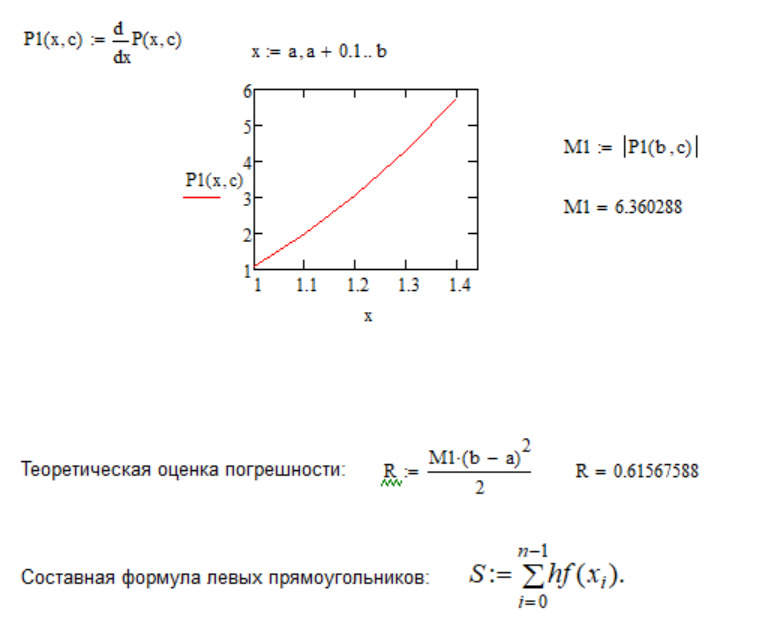 P1(x,c) := d/dx P(x,c)
x := a, a + 0.1.. b
6
5
4
3
2
1
P1(x,c)
1 1.1 1.2 1.3 1.4
x
M1 := |P1(b,c)|
M1 = 6.360288
Теоретическая оценка погрешности: R := M1·(b − a)^2 / 2 R = 0.61567588
Составная формула левых прямоугольников: S:= ∑_{i=0}^{n−1} hf(x_i).